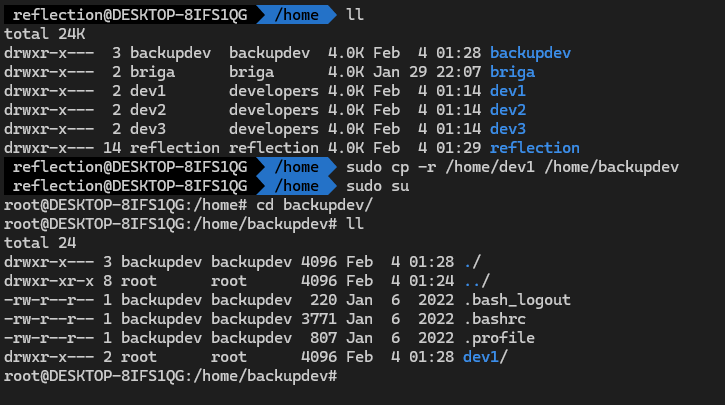 reflection@DESKTOP-8IFS1QG /home ll
total 24K
drwxr-x--- 3 backupdev backupdev 4.0K Feb 4 01:28 backupdev
drwxr-x--- 2 briga briga 4.0K Jan 29 22:07 briga
drwxr-x--- 2 dev1 developers 4.0K Feb 4 01:14 dev1
drwxr-x--- 2 dev2 developers 4.0K Feb 4 01:14 dev2
drwxr-x--- 2 dev3 developers 4.0K Feb 4 01:14 dev3
drwxr-x--- 14 reflection reflection 4.0K Feb 4 01:29 reflection
reflection@DESKTOP-8IFS1QG /home sudo cp -r /home/dev1 /home/backupdev
reflection@DESKTOP-8IFS1QG /home sudo su
root@DESKTOP-8IFS1QG:/home# cd backupdev/
root@DESKTOP-8IFS1QG:/home/backupdev# ll
total 24
drwxr-x--- 3 backupdev backupdev 4096 Feb 4 01:28 ./
drwxr-xr-x 8 root root 4096 Feb 4 01:24 ../
-rw-r--r-- 1 backupdev backupdev 220 Jan 6 2022 .bash_logout
-rw-r--r-- 1 backupdev backupdev 3771 Jan 6 2022 .bashrc
-rw-r--r-- 1 backupdev backupdev 807 Jan 6 2022 .profile
drwxr-x--- 2 root root 4096 Feb 4 01:28 dev1/
root@DESKTOP-8IFS1QG:/home/backupdev#